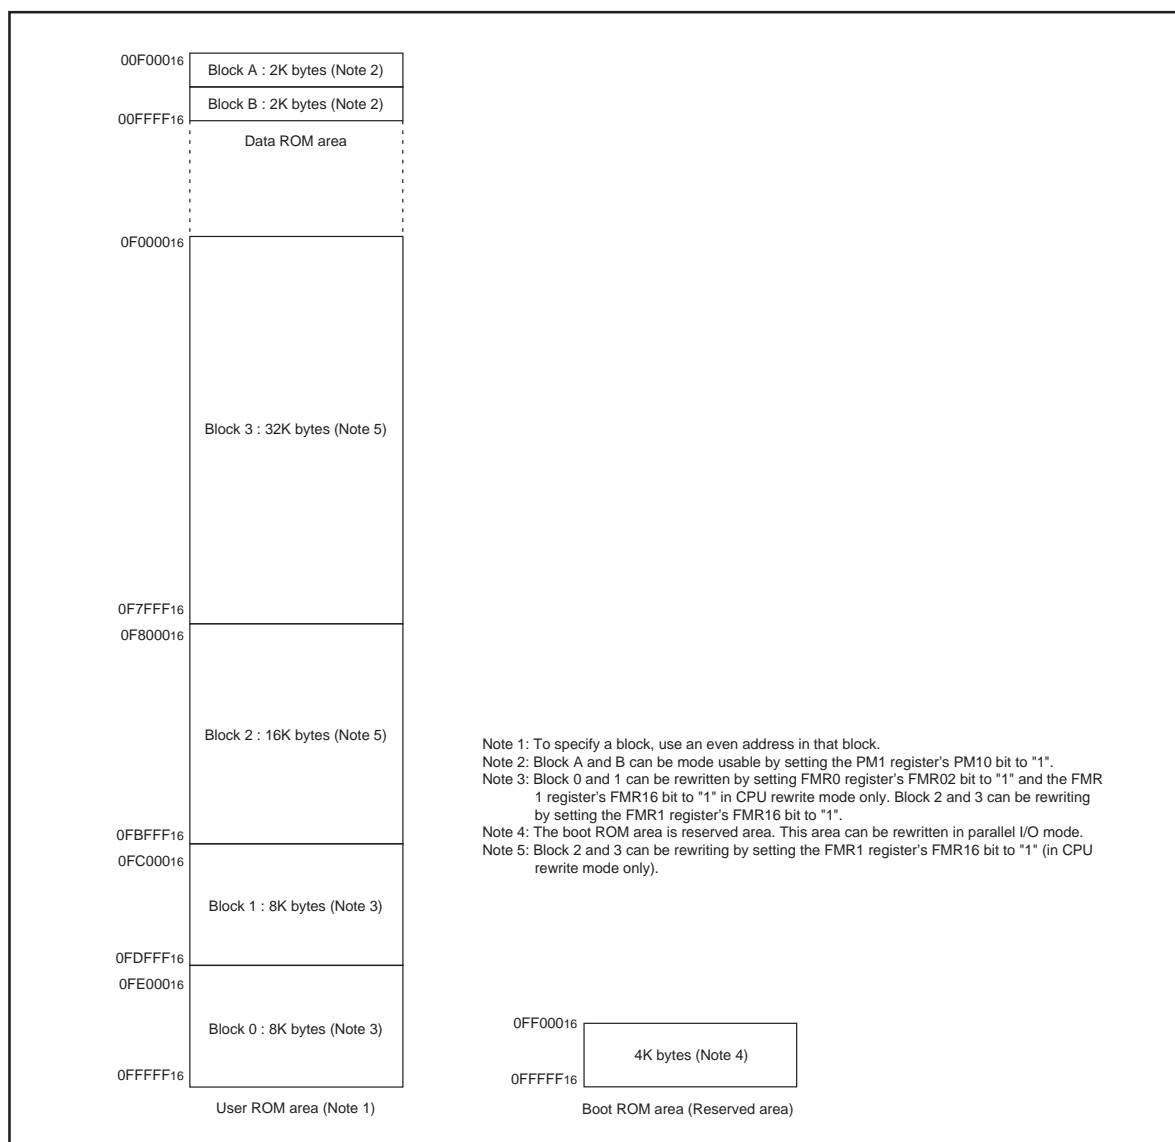 00F00016
Block A : 2K bytes (Note 2)
Block B : 2K bytes (Note 2)
00FFFF16
Data ROM area
0F000016
Block 3 : 32K bytes (Note 5)
0F7FFF16
0F800016
Block 2 : 16K bytes (Note 5)
0FBFFF16
0FC00016
Block 1 : 8K bytes (Note 3)
0FDFFF16
0FE00016
Block 0 : 8K bytes (Note 3)
0FFFFF16
User ROM area (Note 1)
Note 1: To specify a block, use an even address in that block.
Note 2: Block A and B can be mode usable by setting the PM1 register's PM10 bit to "1".
Note 3: Block 0 and 1 can be rewritten by setting FMR0 register's FMR02 bit to "1" and the FMR
1 register's FMR16 bit to "1" in CPU rewrite mode only. Block 2 and 3 can be rewriting
by setting the FMR1 register's FMR16 bit to "1".
Note 4: The boot ROM area is reserved area. This area can be rewritten in parallel I/O mode.
Note 5: Block 2 and 3 can be rewriting by setting the FMR1 register's FMR16 bit to "1" (in CPU
rewrite mode only).
0FF00016
4K bytes (Note 4)
0FFFFF16
Boot ROM area (Reserved area)